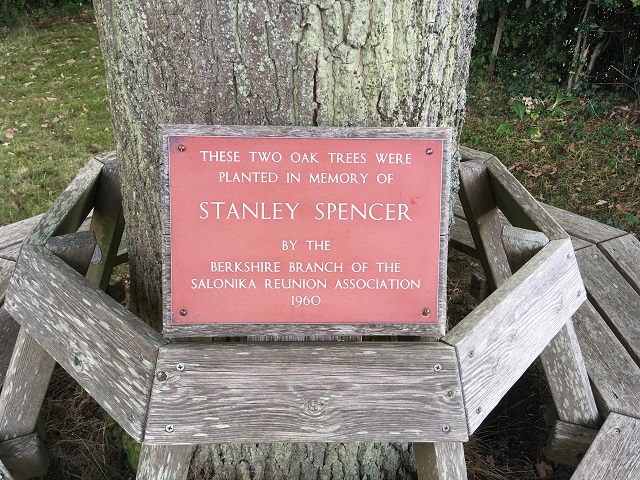 THESE TWO OAK TREES WERE
PLANTED IN MEMORY OF
STANLEY SPENCER
BY THE
BERKSHIRE BRANCH OF THE
SALONIKA REUNION ASSOCIATION
1960